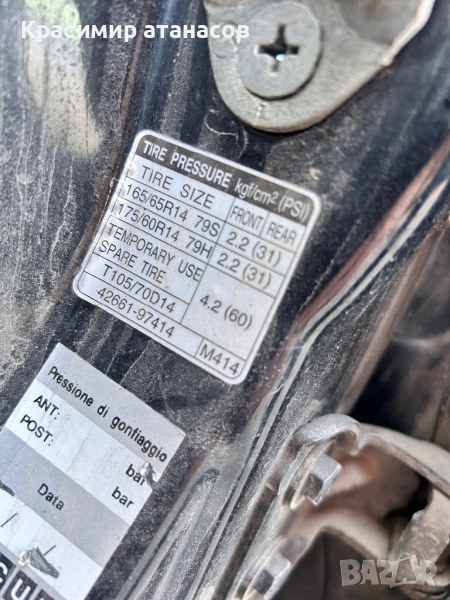 Красимир атанасов
TIRE PRESSURE kgf/cm² (PSI)
TIRE SIZE FRONT REAR
165/65R14 79S 2.2 (31)
175/60R14 79H 2.2 (31)
TEMPORARY USE
SPARE TIRE
T105/70D14 4.2 (60)
42661-97414 M414
Pressione di gonfiaggio
ANT: bar
POST: bar
Data
/ /
BAZAR